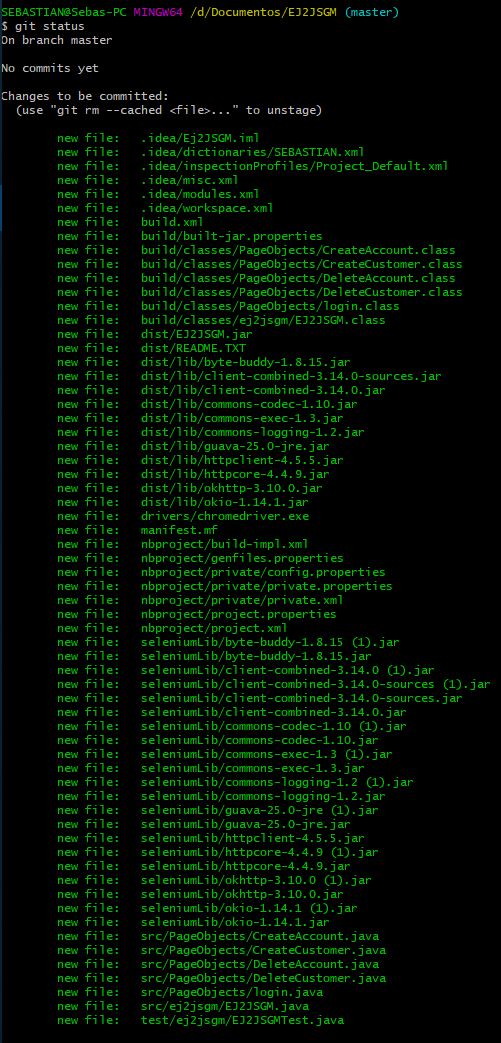 SEBASTIAN@Sebas-PC MINGW64 /d/Documentos/EJ2JSGM (master)
$ git status
On branch master
No commits yet
Changes to be committed:
(use "git rm --cached <file>..." to unstage)
new file: .idea/Ej2JSGM.iml
new file: .idea/dictionaries/SEBASTIAN.xml
new file: .idea/inspectionProfiles/Project_Default.xml
new file: .idea/misc.xml
new file: .idea/modules.xml
new file: .idea/workspace.xml
new file: build.xml
new file: build/built-jar.properties
new file: build/classes/PageObjects/CreateAccount.class
new file: build/classes/PageObjects/CreateCustomer.class
new file: build/classes/PageObjects/DeleteAccount.class
new file: build/classes/PageObjects/DeleteCustomer.class
new file: build/classes/PageObjects/login.class
new file: build/classes/ej2jsgm/EJ2JSGM.class
new file: dist/EJ2JSGM.jar
new file: dist/README.TXT
new file: dist/lib/byte-buddy-1.8.15.jar
new file: dist/lib/client-combined-3.14.0-sources.jar
new file: dist/lib/client-combined-3.14.0.jar
new file: dist/lib/commons-codec-1.10.jar
new file: dist/lib/commons-exec-1.3.jar
new file: dist/lib/commons-logging-1.2.jar
new file: dist/lib/guava-25.0-jre.jar
new file: dist/lib/httpclient-4.5.5.jar
new file: dist/lib/httpcore-4.4.9.jar
new file: dist/lib/okhttp-3.10.0.jar
new file: dist/lib/okio-1.14.1.jar
new file: drivers/chromedriver.exe
new file: manifest.mf
new file: nbproject/build-impl.xml
new file: nbproject/genfiles.properties
new file: nbproject/private/config.properties
new file: nbproject/private/private.properties
new file: nbproject/private/private.xml
new file: nbproject/project.properties
new file: nbproject/project.xml
new file: seleniumLib/byte-buddy-1.8.15 (1).jar
new file: seleniumLib/byte-buddy-1.8.15.jar
new file: seleniumLib/client-combined-3.14.0 (1).jar
new file: seleniumLib/client-combined-3.14.0-sources (1).jar
new file: seleniumLib/client-combined-3.14.0-sources.jar
new file: seleniumLib/client-combined-3.14.0.jar
new file: seleniumLib/commons-codec-1.10 (1).jar
new file: seleniumLib/commons-codec-1.10.jar
new file: seleniumLib/commons-exec-1.3 (1).jar
new file: seleniumLib/commons-exec-1.3.jar
new file: seleniumLib/commons-logging-1.2 (1).jar
new file: seleniumLib/commons-logging-1.2.jar
new file: seleniumLib/guava-25.0-jre (1).jar
new file: seleniumLib/guava-25.0-jre.jar
new file: seleniumLib/httpclient-4.5.5.jar
new file: seleniumLib/httpcore-4.4.9 (1).jar
new file: seleniumLib/httpcore-4.4.9.jar
new file: seleniumLib/okhttp-3.10.0 (1).jar
new file: seleniumLib/okhttp-3.10.0.jar
new file: seleniumLib/okio-1.14.1 (1).jar
new file: seleniumLib/okio-1.14.1.jar
new file: src/PageObjects/CreateAccount.java
new file: src/PageObjects/CreateCustomer.java
new file: src/PageObjects/DeleteAccount.java
new file: src/PageObjects/DeleteCustomer.java
new file: src/PageObjects/login.java
new file: src/ej2jsgm/EJ2JSGM.java
new file: test/ej2jsgm/EJ2JSGMTest.java